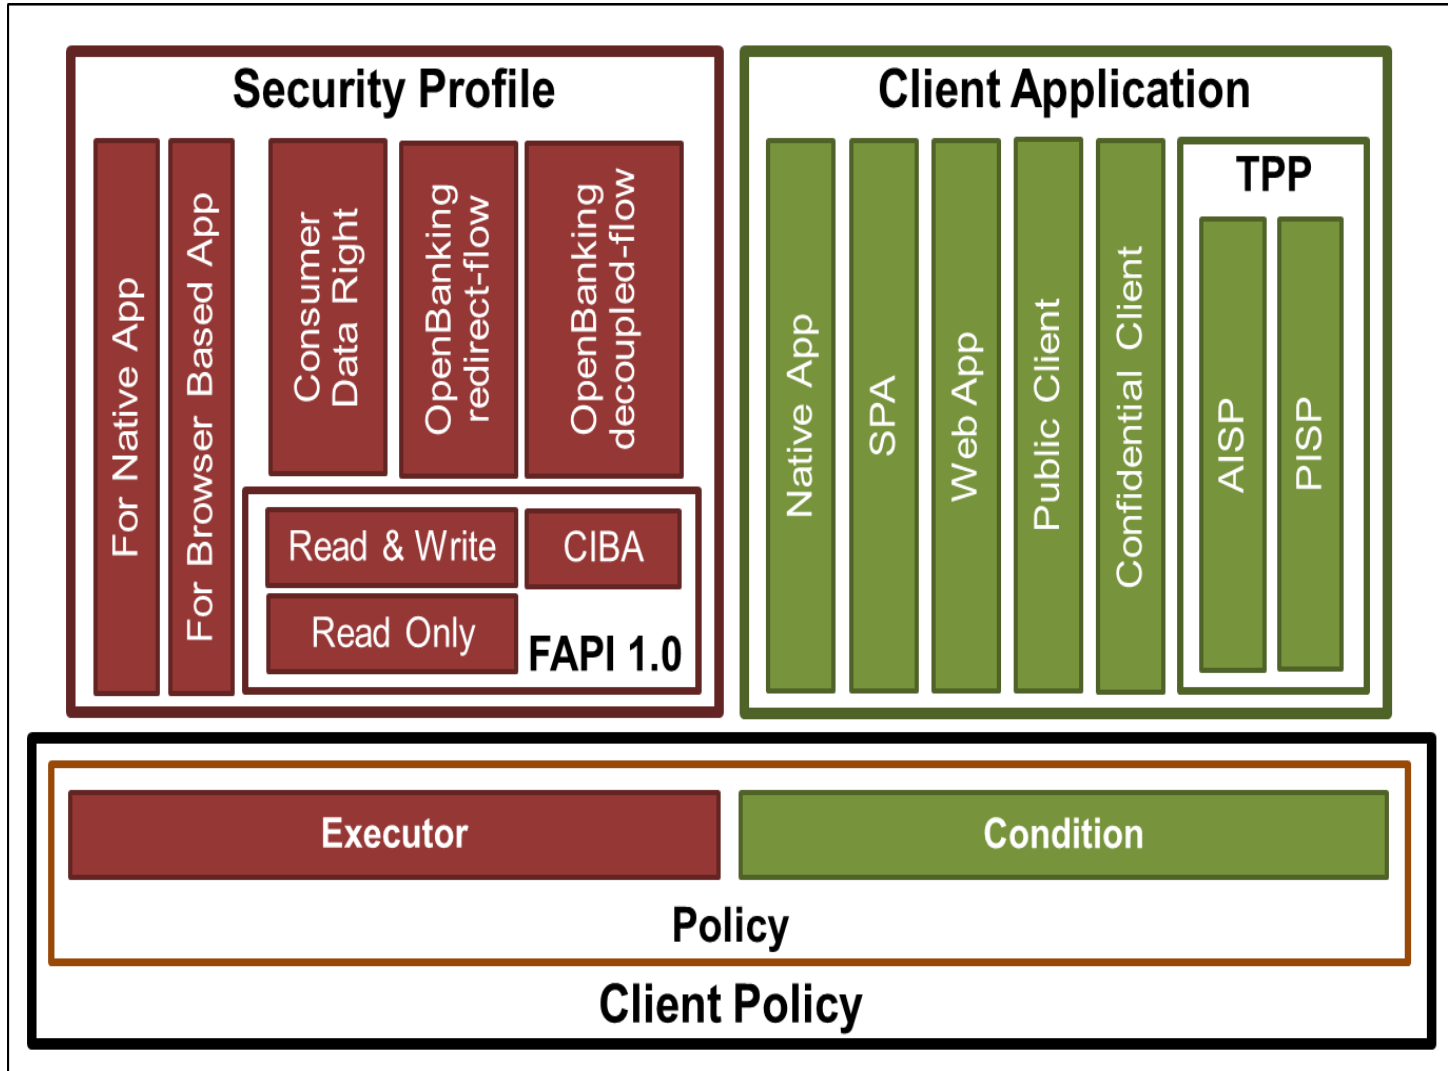 Security Profile
For Native App
For Browser Based App
Consumer
Data Right
OpenBanking
redirect-flow
OpenBanking
decoupled-flow
Read & Write
CIBA
Read Only
FAPI 1.0
Client Application
Native App
SPA
Web App
Public Client
Confidential Client
TPP
AISP
PISP
Executor
Condition
Policy
Client Policy